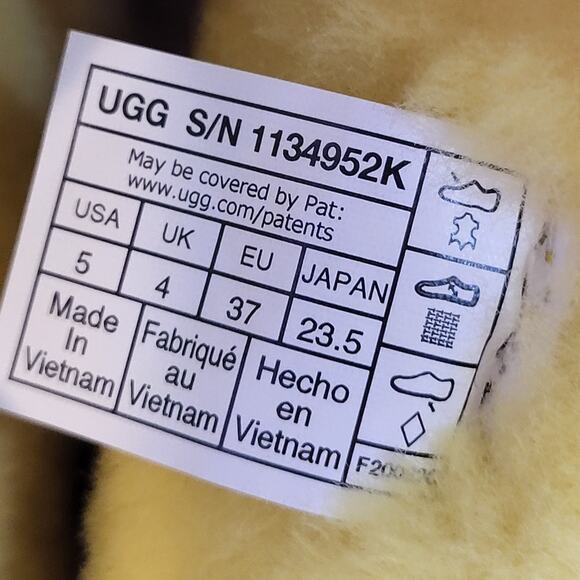 UGG S/N 1134952K
May be covered by Pat:
www.ugg.com/patents
USA UK EU JAPAN
5 4 37 23.5
Made In Vietnam
Fabriqué au Vietnam
Hecho en Vietnam